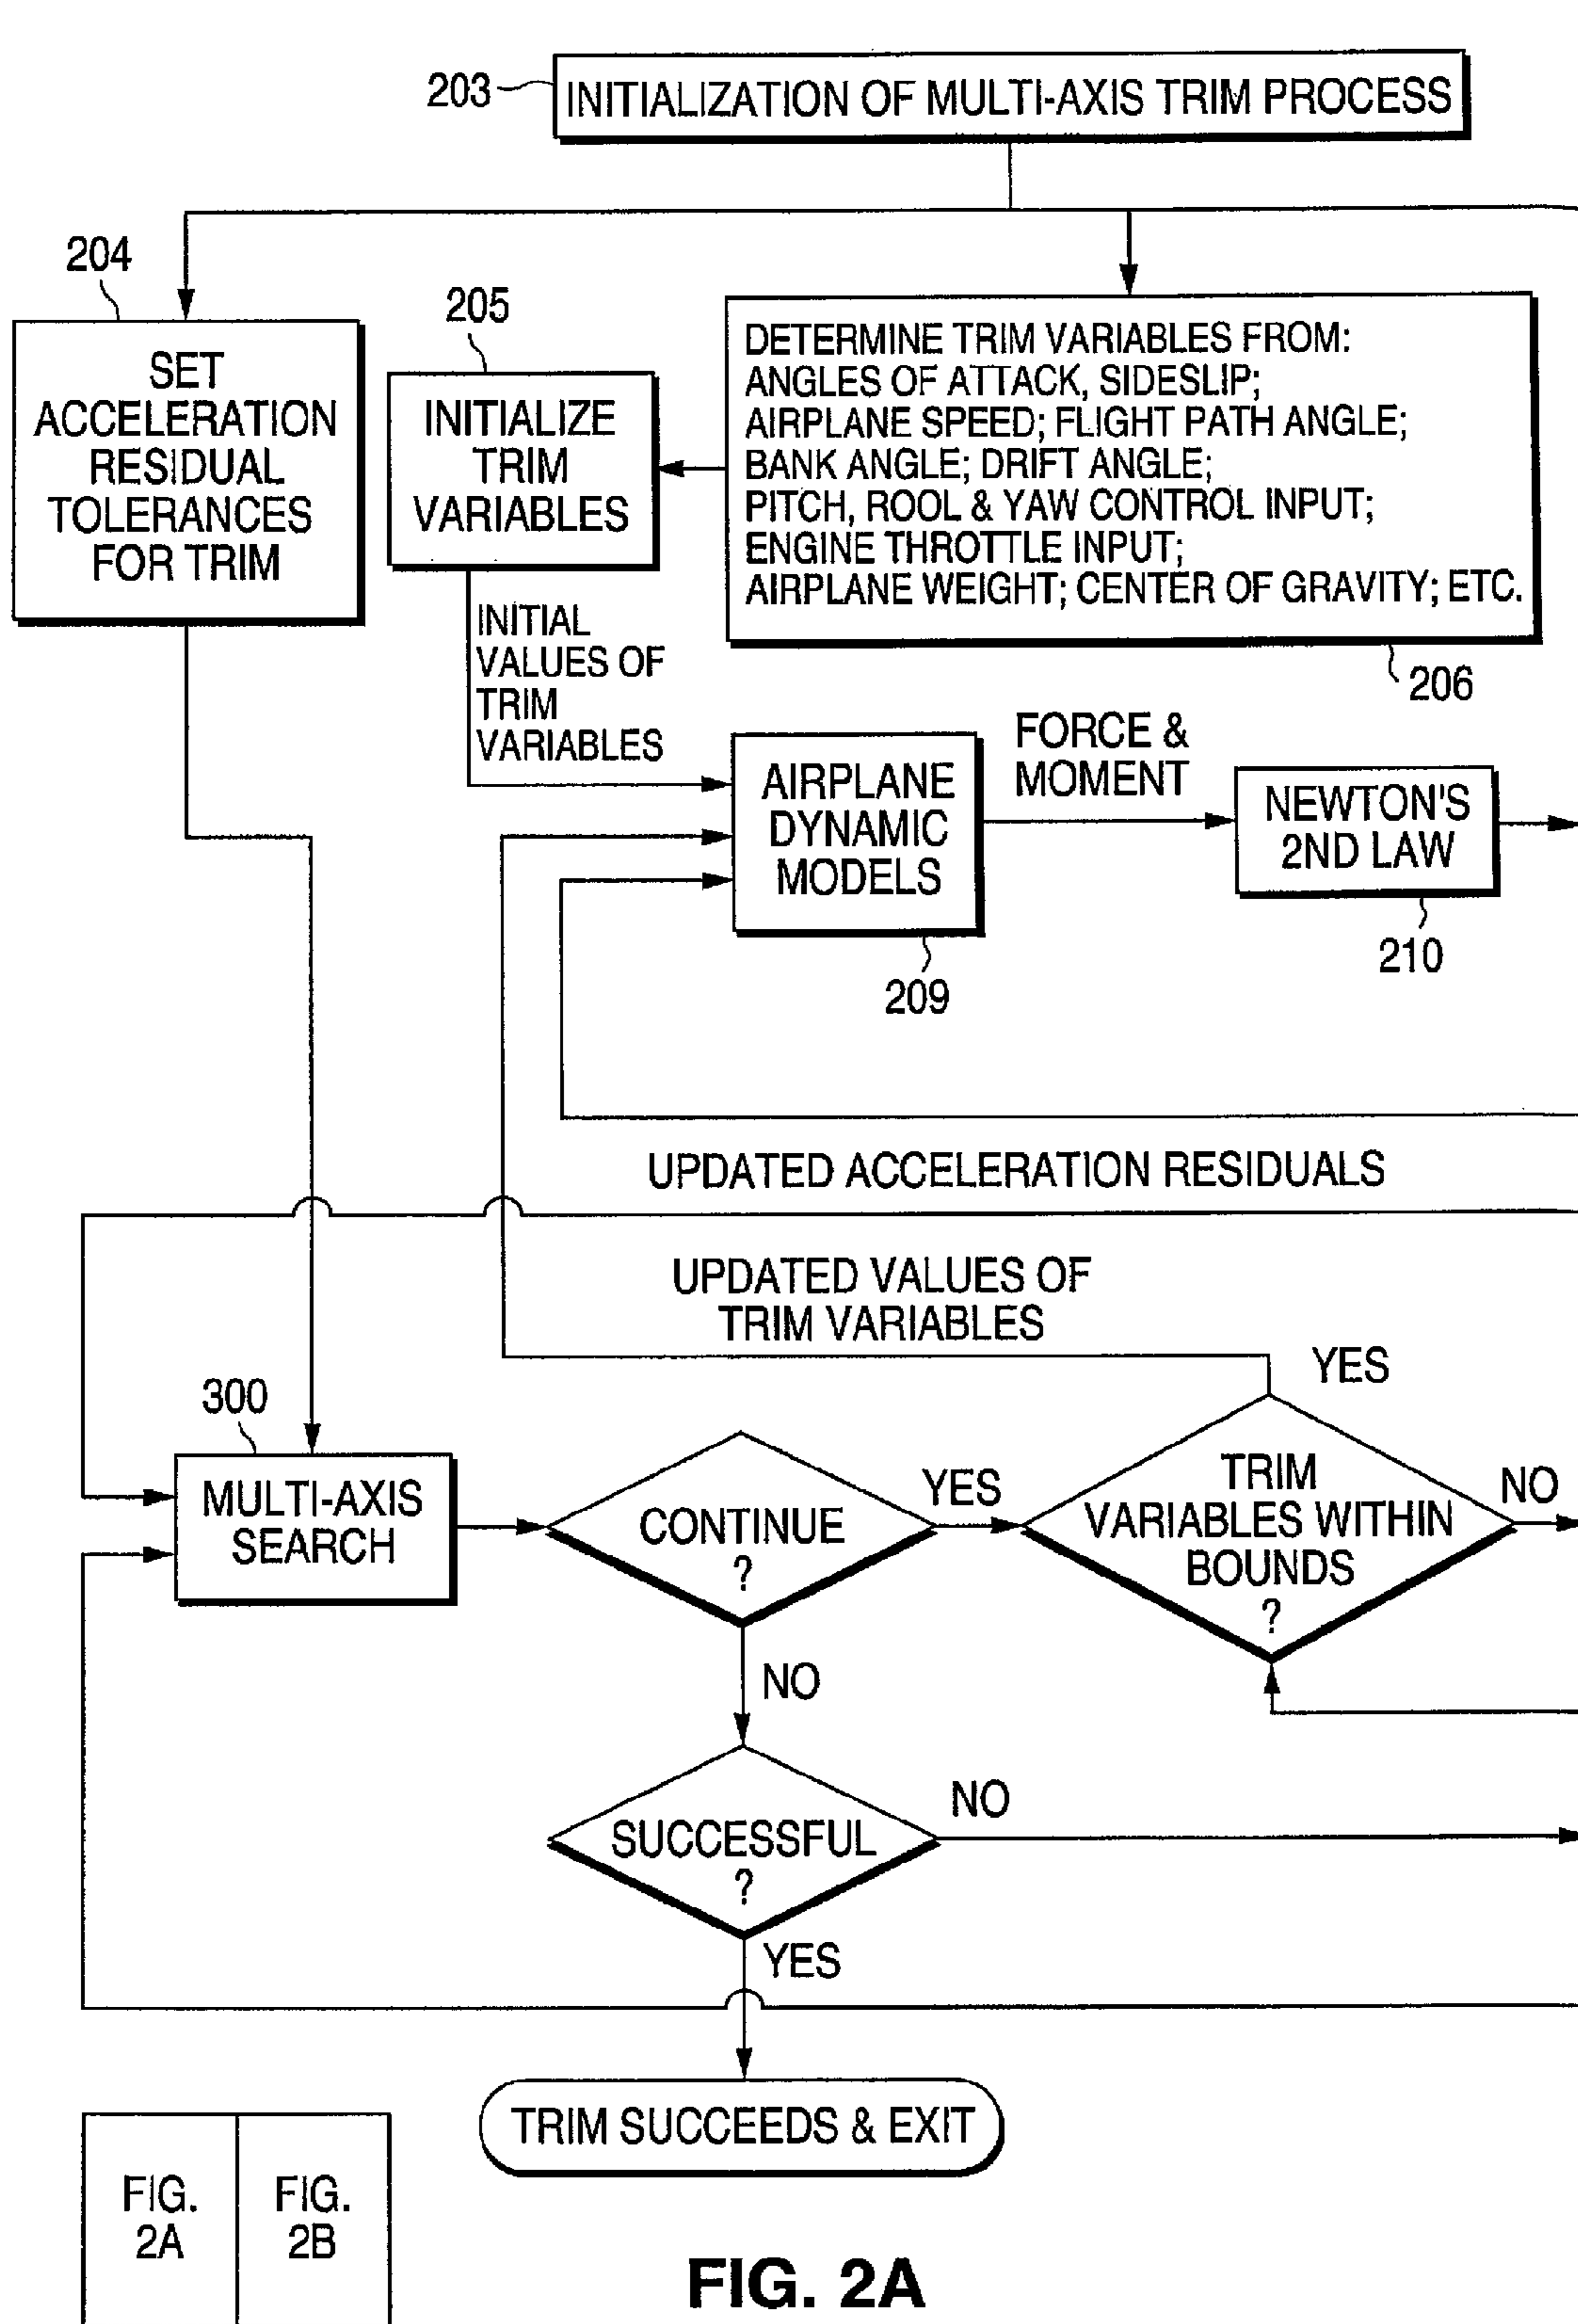 203
INITIALIZATION OF MULTI-AXIS TRIM PROCESS
204
SET
ACCELERATION
RESIDUAL
TOLERANCES
FOR TRIM
205
INITIALIZE
TRIM
VARIABLES
DETERMINE TRIM VARIABLES FROM:
ANGLES OF ATTACK, SIDESLIP;
AIRPLANE SPEED; FLIGHT PATH ANGLE;
BANK ANGLE; DRIFT ANGLE;
PITCH, ROOL & YAW CONTROL INPUT;
ENGINE THROTTLE INPUT;
AIRPLANE WEIGHT; CENTER OF GRAVITY; ETC.
206
INITIAL
VALUES OF
TRIM
VARIABLES
AIRPLANE
DYNAMIC
MODELS
209
FORCE &
MOMENT
NEWTON'S
2ND LAW
210
UPDATED ACCELERATION RESIDUALS
UPDATED VALUES OF
TRIM VARIABLES
300
MULTI-AXIS
SEARCH
CONTINUE
?
YES
TRIM
VARIABLES WITHIN
BOUNDS
?
YES
NO
NO
SUCCESSFUL
?
NO
YES
TRIM SUCCEEDS & EXIT
FIG.
2A
FIG.
2B
FIG. 2A